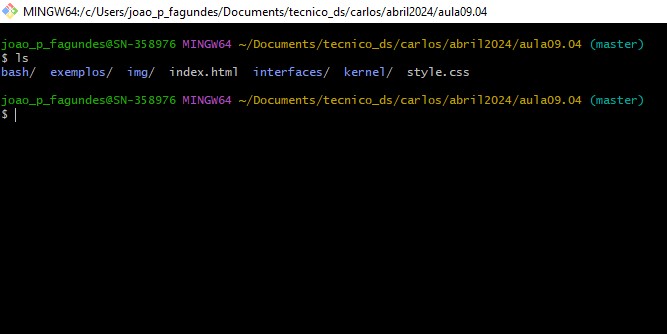 MINGW64:/c/Users/joao_p_fagundes/Documents/tecnico_ds/carlos/abril2024/aula09.04
joao_p_fagundes@SN-358976 MINGW64 ~/Documents/tecnico_ds/carlos/abril2024/aula09.04 (master)
$ ls
bash/  exemplos/  img/  index.html  interfaces/  kernel/  style.css
joao_p_fagundes@SN-358976 MINGW64 ~/Documents/tecnico_ds/carlos/abril2024/aula09.04 (master)
$